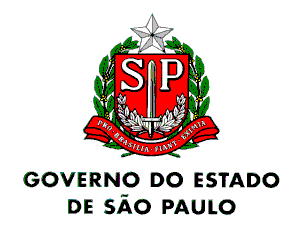 SP
PRO·BRASILIA·FIANT·EXIMIA
GOVERNO DO ESTADO
DE SÃO PAULO